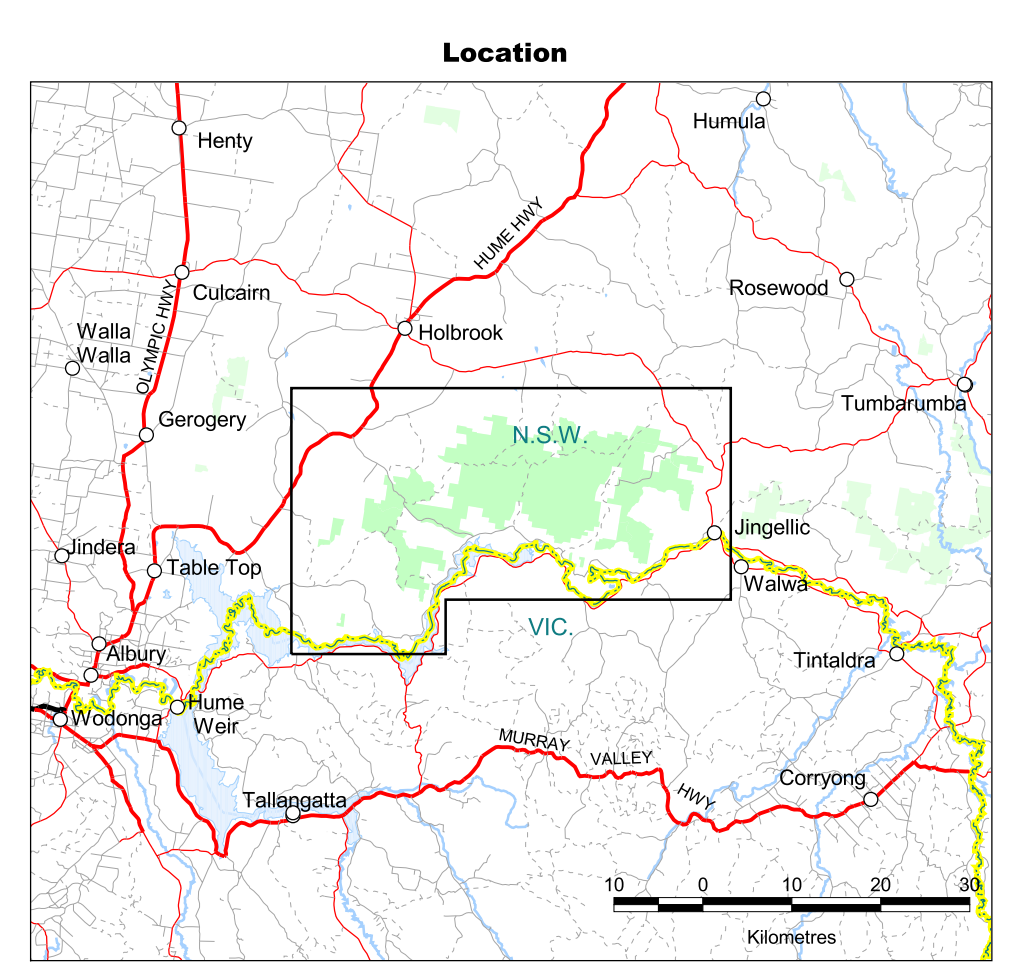 Location
Humula
Henty
HUME HWY
Rosewood
Culcairn
OLYMPIC HWY
Walla
Walla
Holbrook
Tumbarumba
Gerogery
N.S.W.
Jingellic
Jindera
Table Top
Walwa
VIC.
Albury
Tintaldra
Hume
Weir
Wodonga
MURRAY VALLEY HWY
Corryong
Tallangatta
10 0 10 20 30
Kilometres